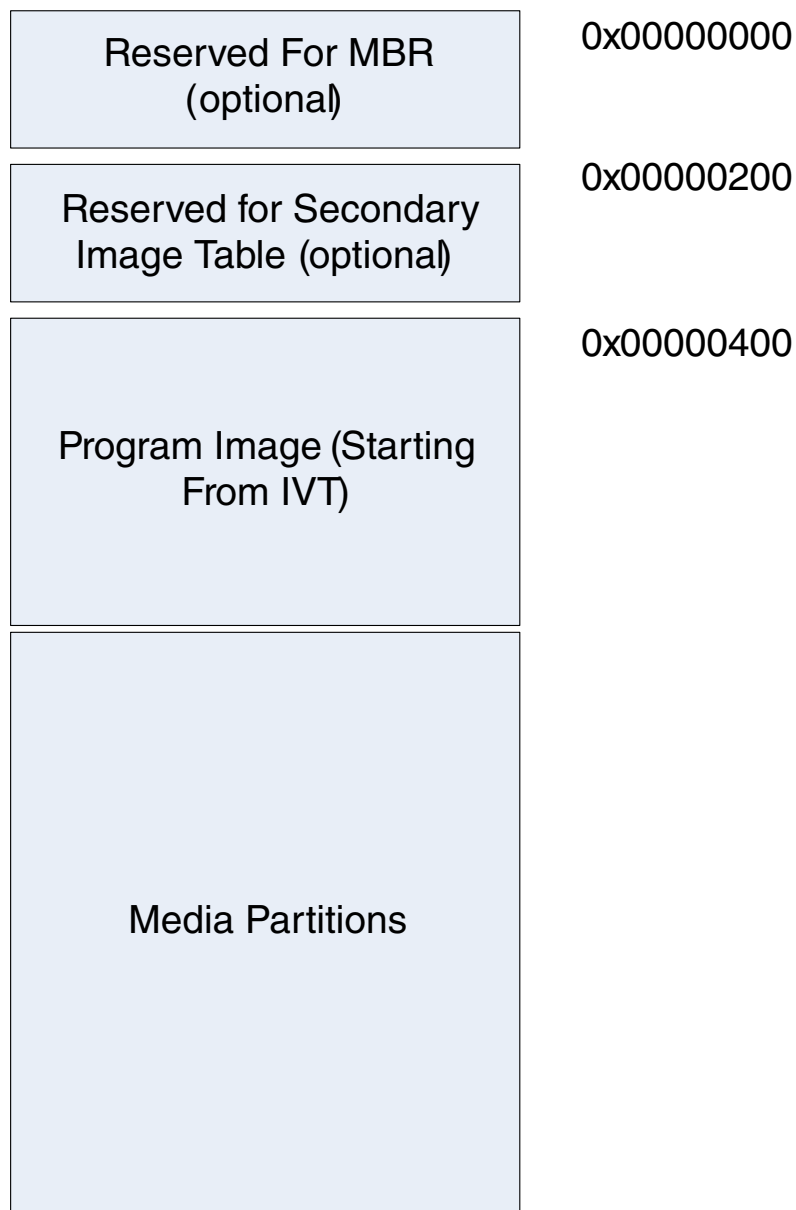 Reserved For MBR
(optional)
0x00000000
Reserved for Secondary
Image Table (optional)
0x00000200
Program Image (Starting
From IVT)
0x00000400
Media Partitions